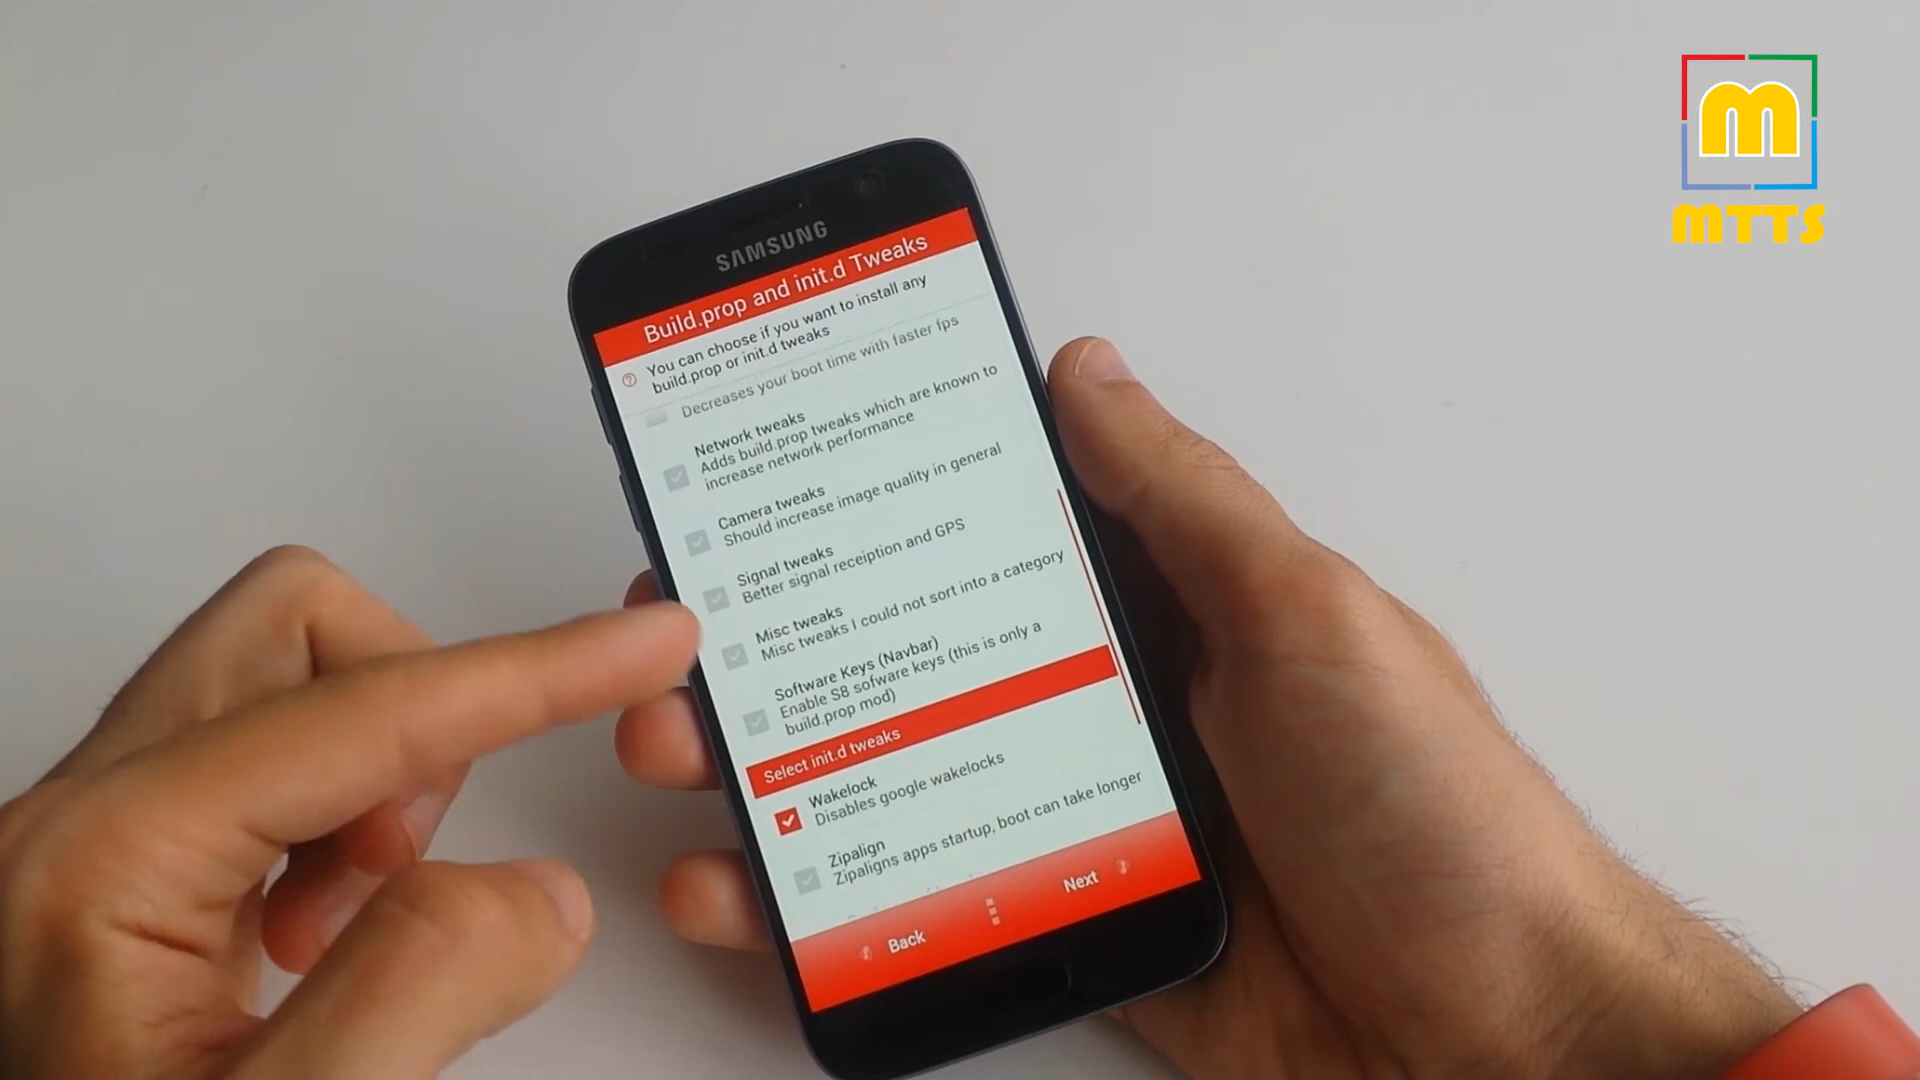 SAMSUNG
Build.prop and init.d Tweaks
You can choose if you want to install any
build.prop or init.d tweaks
Decreases your boot time with faster fps
Network tweaks
Adds build.prop tweaks which are known to
increase network performance
Camera tweaks
Should increase image quality in general
Signal tweaks
Better signal receiption and GPS
Misc tweaks
Misc tweaks I could not sort into a category
Software Keys (Navbar)
Enable S8 sofware keys (this is only a
build.prop mod)
Select init.d tweaks
Wakelock
Disables google wakelocks
Zipalign
Zipaligns apps startup, boot can take longer
Back
Next
m
MTTS